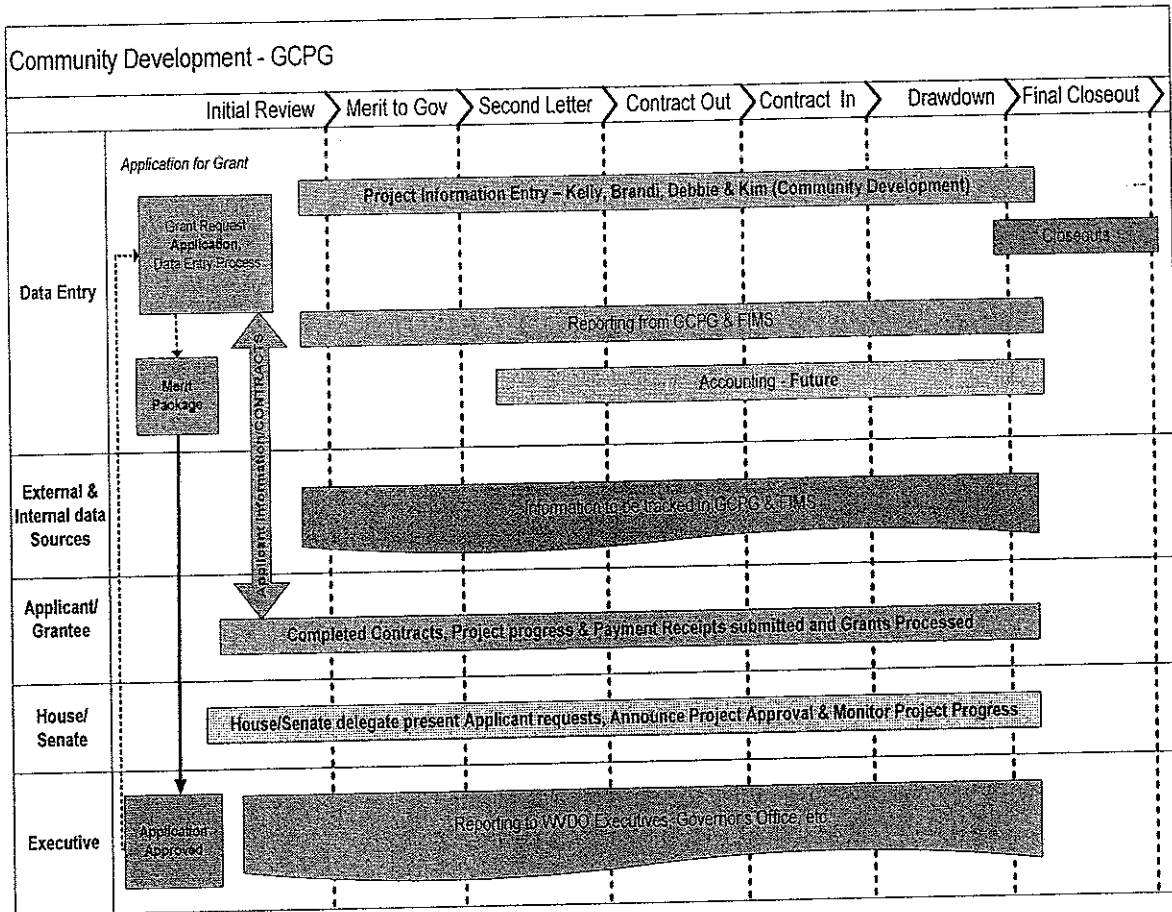 Community Development - GCPG
Initial Review
Merit to Gov
Second Letter
Contract Out
Contract In
Drawdown
Final Closeout
Data Entry
Application for Grant
Grant Request
Application,
Data Entry Process
Merit
Package
Applicant Information/CONTRACTS
Project Information Entry – Kelly, Brandi, Debbie & Kim (Community Development)
Closeouts
Reporting from GCPG & FIMS
Accounting - Future
External &
Internal data
Sources
Information to be tracked in GCPG & FIMS
Applicant/
Grantee
Completed Contracts, Project progress & Payment Receipts submitted and Grants Processed
House/
Senate
House/Senate delegate present Applicant requests, Announce Project Approval & Monitor Project Progress
Executive
Application
Approved
Reporting to WVDO Executives, Governor's Office, etc.